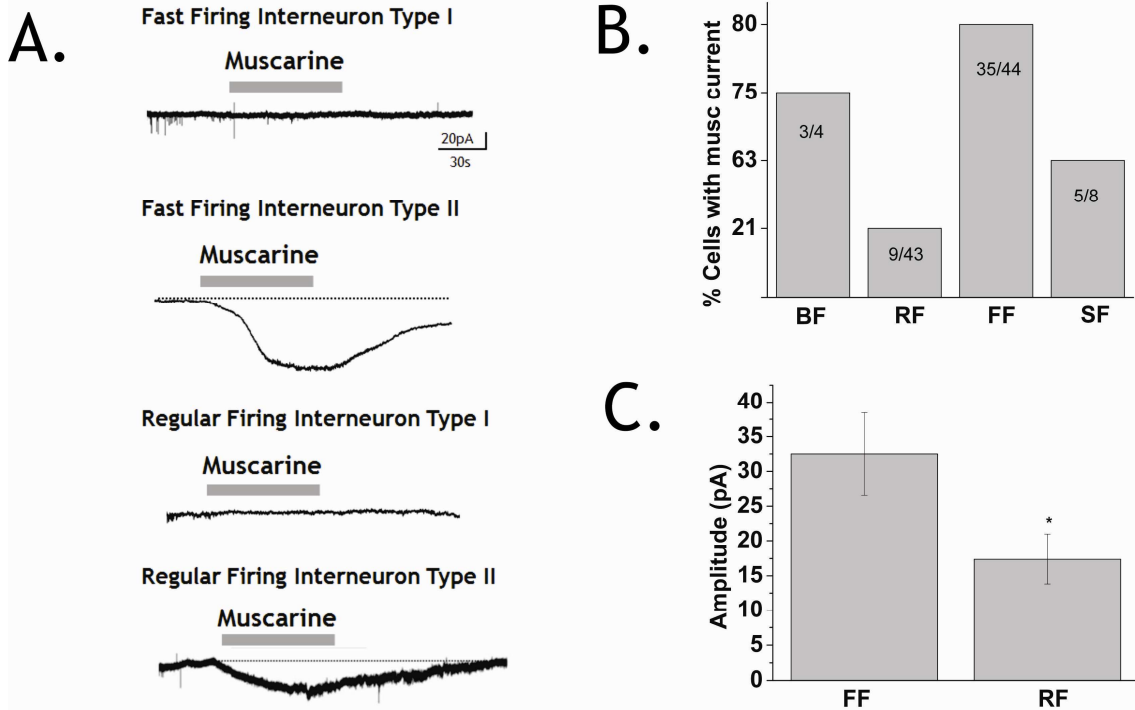 A.
Fast Firing Interneuron Type I
Muscarine
20pA
30s
Fast Firing Interneuron Type II
Muscarine
Regular Firing Interneuron Type I
Muscarine
Regular Firing Interneuron Type II
Muscarine
B.
% Cells with musc current
80
75
63
21
3/4
9/43
35/44
5/8
BF RF FF SF
C.
Amplitude (pA)
40
35
30
25
20
15
10
5
0
*
FF RF